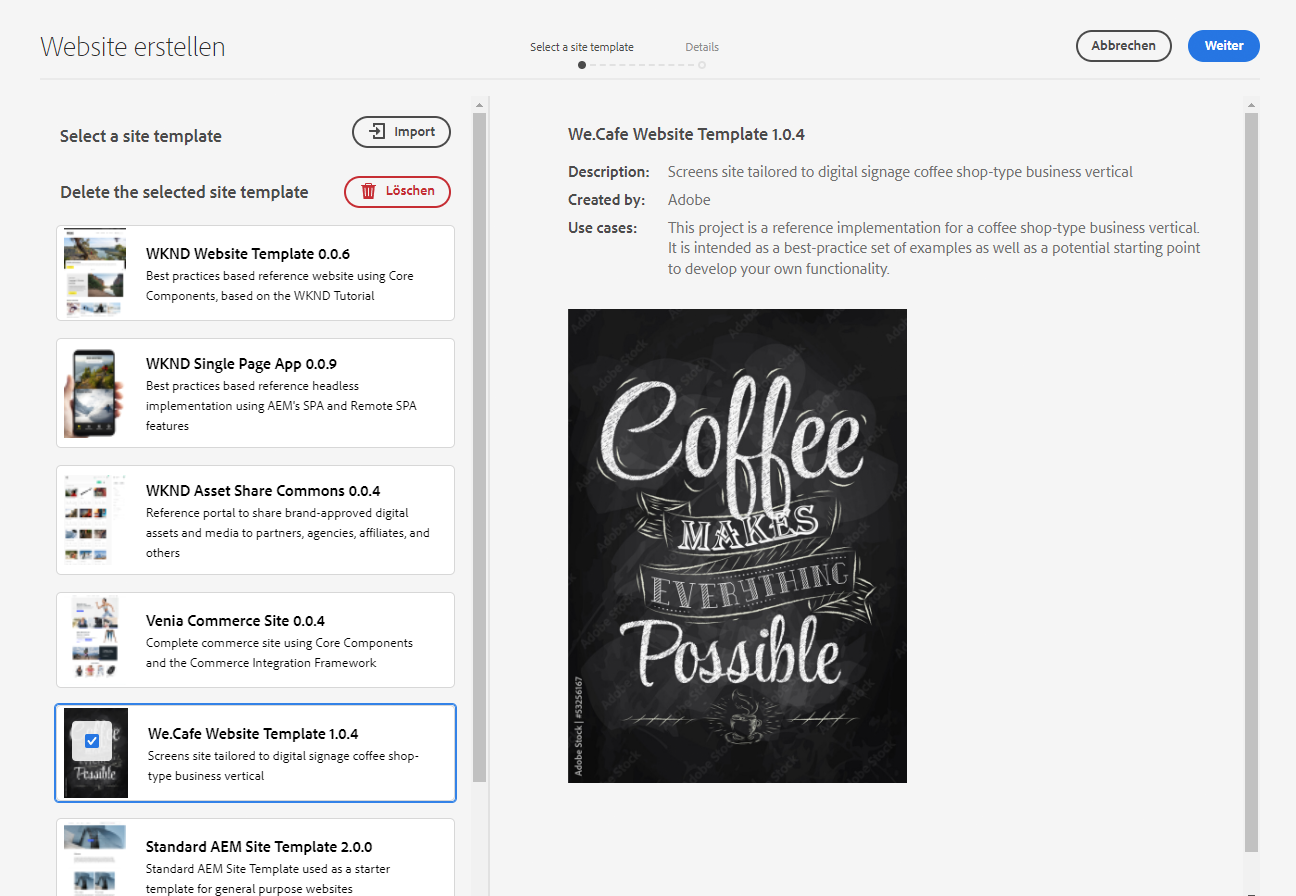 Website erstellen
Select a site template
Details
Abbrechen
Weiter
Select a site template
Import
Delete the selected site template
Löschen
WKND Website Template 0.0.6
Best practices based reference website using Core
Components, based on the WKND Tutorial
WKND Single Page App 0.0.9
Best practices based reference headless
implementation using AEM's SPA and Remote SPA
features
WKND Asset Share Commons 0.0.4
Reference portal to share brand-approved digital
assets and media to partners, agencies, affiliates, and
others
Venia Commerce Site 0.0.4
Complete commerce site using Core Components
and the Commerce Integration Framework
Possible
We.Cafe Website Template 1.0.4
Screens site tailored to digital signage coffee shop-
type business vertical
Standard AEM Site Template 2.0.0
Standard AEM Site Template used as a starter
template for general purpose websites
We.Cafe Website Template 1.0.4
Description: Screens site tailored to digital signage coffee shop-type business vertical
Created by: Adobe
Use cases: This project is a reference implementation for a coffee shop-type business vertical.
It is intended as a best-practice set of examples as well as a potential starting point
to develop your own functionality.
Coffee
MAKES
EVERYTHING
Possible
Adobe Stock | #53256167